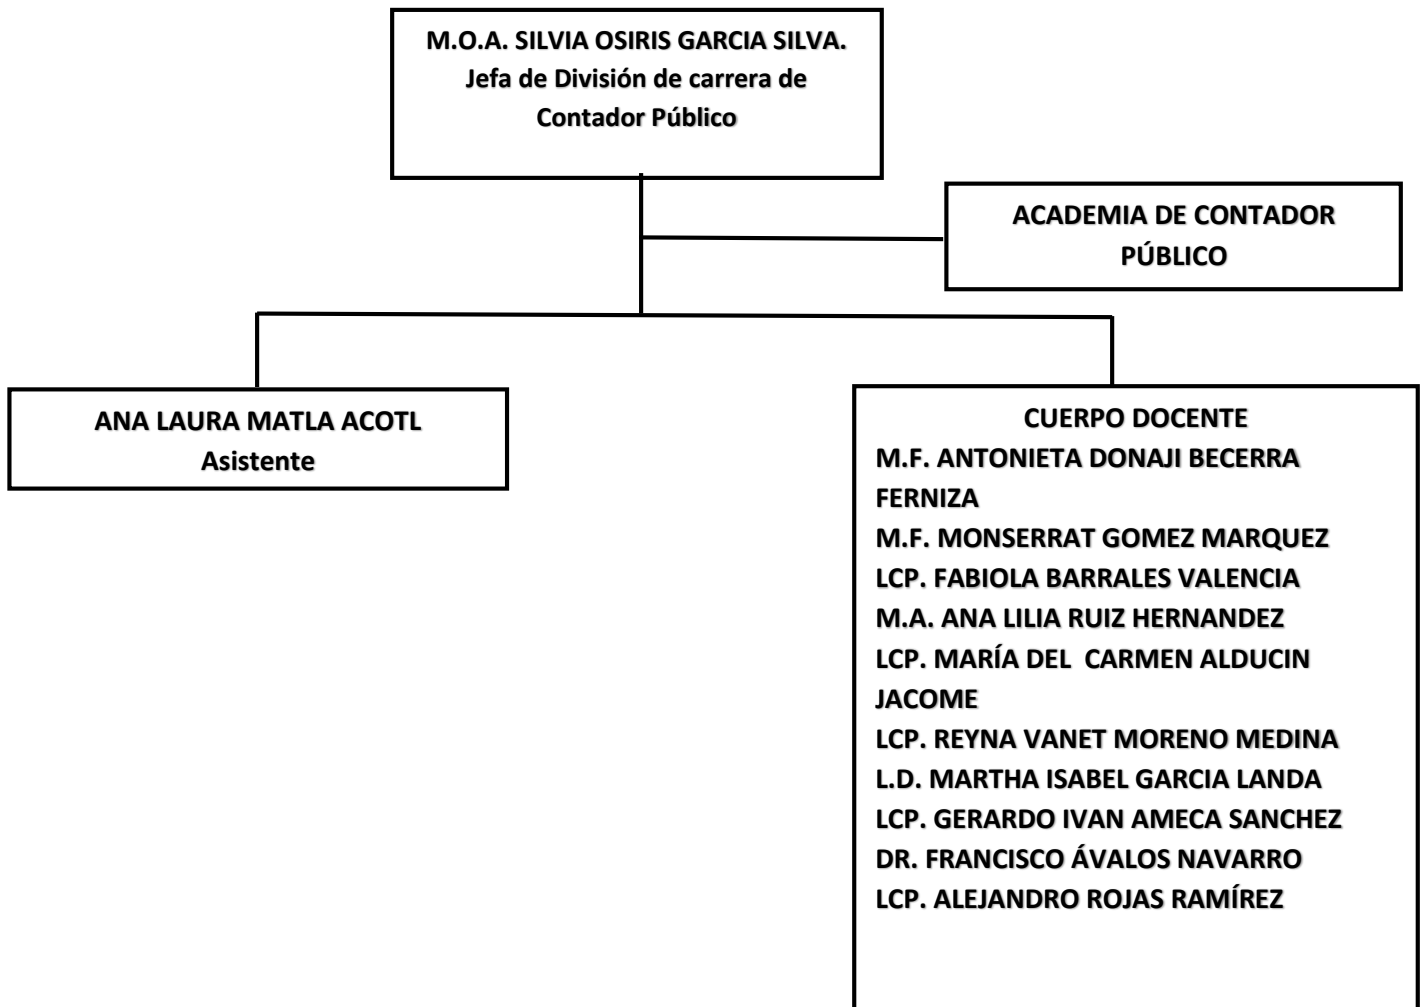 M.O.A. SILVIA OSIRIS GARCIA SILVA.
Jefa de División de carrera de
Contador Público
ACADEMIA DE CONTADOR
PÚBLICO
ANA LAURA MATLA ACOTL
Asistente
CUERPO DOCENTE
M.F. ANTONIETA DONAJI BECERRA
FERNIZA
M.F. MONSERRAT GOMEZ MARQUEZ
LCP. FABIOLA BARRALES VALENCIA
M.A. ANA LILIA RUIZ HERNANDEZ
LCP. MARÍA DEL  CARMEN ALDUCIN
JACOME
LCP. REYNA VANET MORENO MEDINA
L.D. MARTHA ISABEL GARCIA LANDA
LCP. GERARDO IVAN AMECA SANCHEZ
DR. FRANCISCO ÁVALOS NAVARRO
LCP. ALEJANDRO ROJAS RAMÍREZ